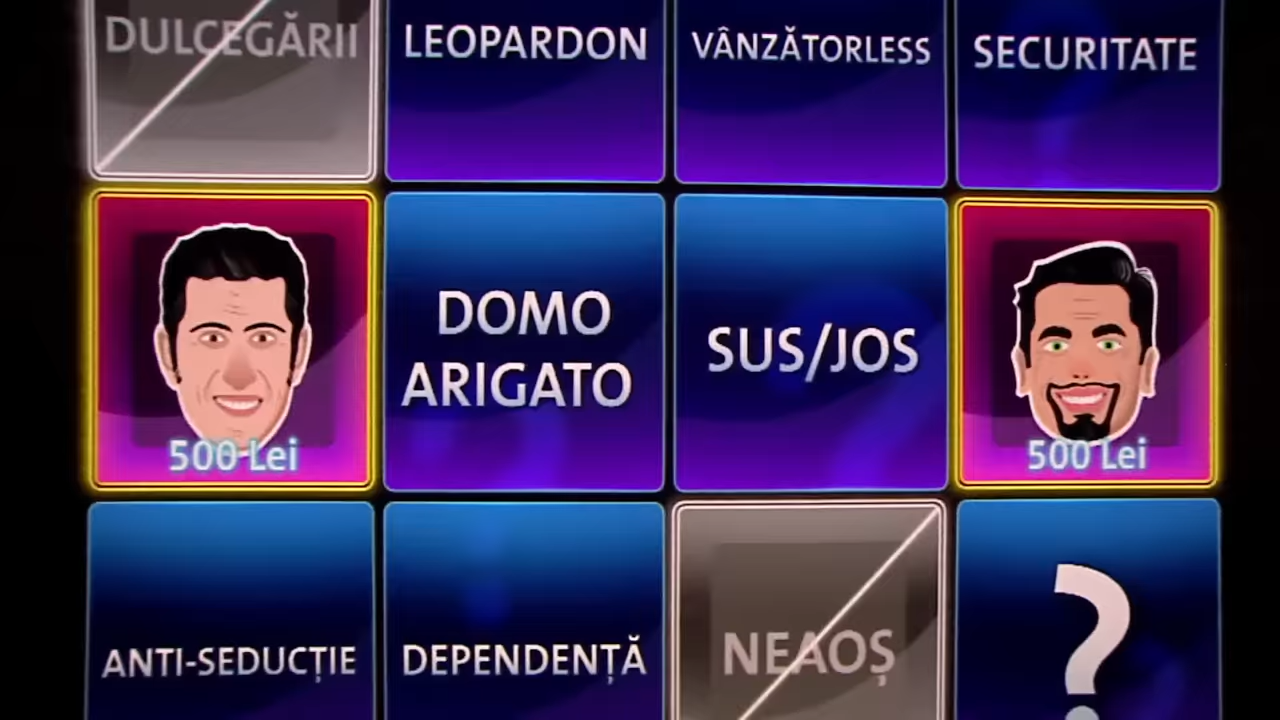 DULCEGĂRII
LEOPARDON
VÂNZĂTORLESS
SECURITATE
500 Lei
DOMO
ARIGATO
SUS/JOS
500 Lei
ANTI-SEDUCȚIE
DEPENDENȚĂ
NEAOȘ
?